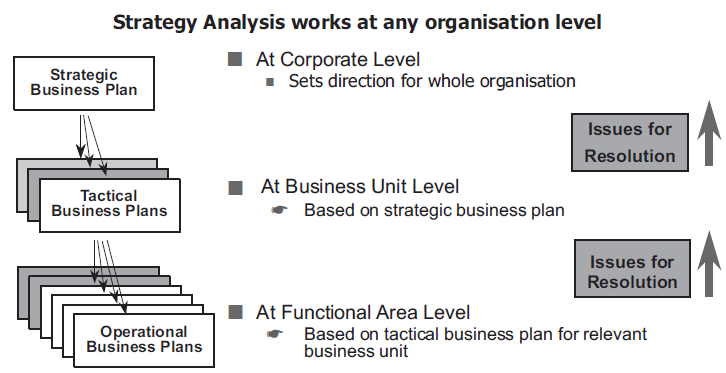 Strategy Analysis works at any organisation level
Strategic
Business Plan
At Corporate Level
Sets direction for whole organisation
Issues for
Resolution
Tactical
Business Plans
At Business Unit Level
Based on strategic business plan
Issues for
Resolution
Operational
Business Plans
At Functional Area Level
Based on tactical business plan for relevant
business unit